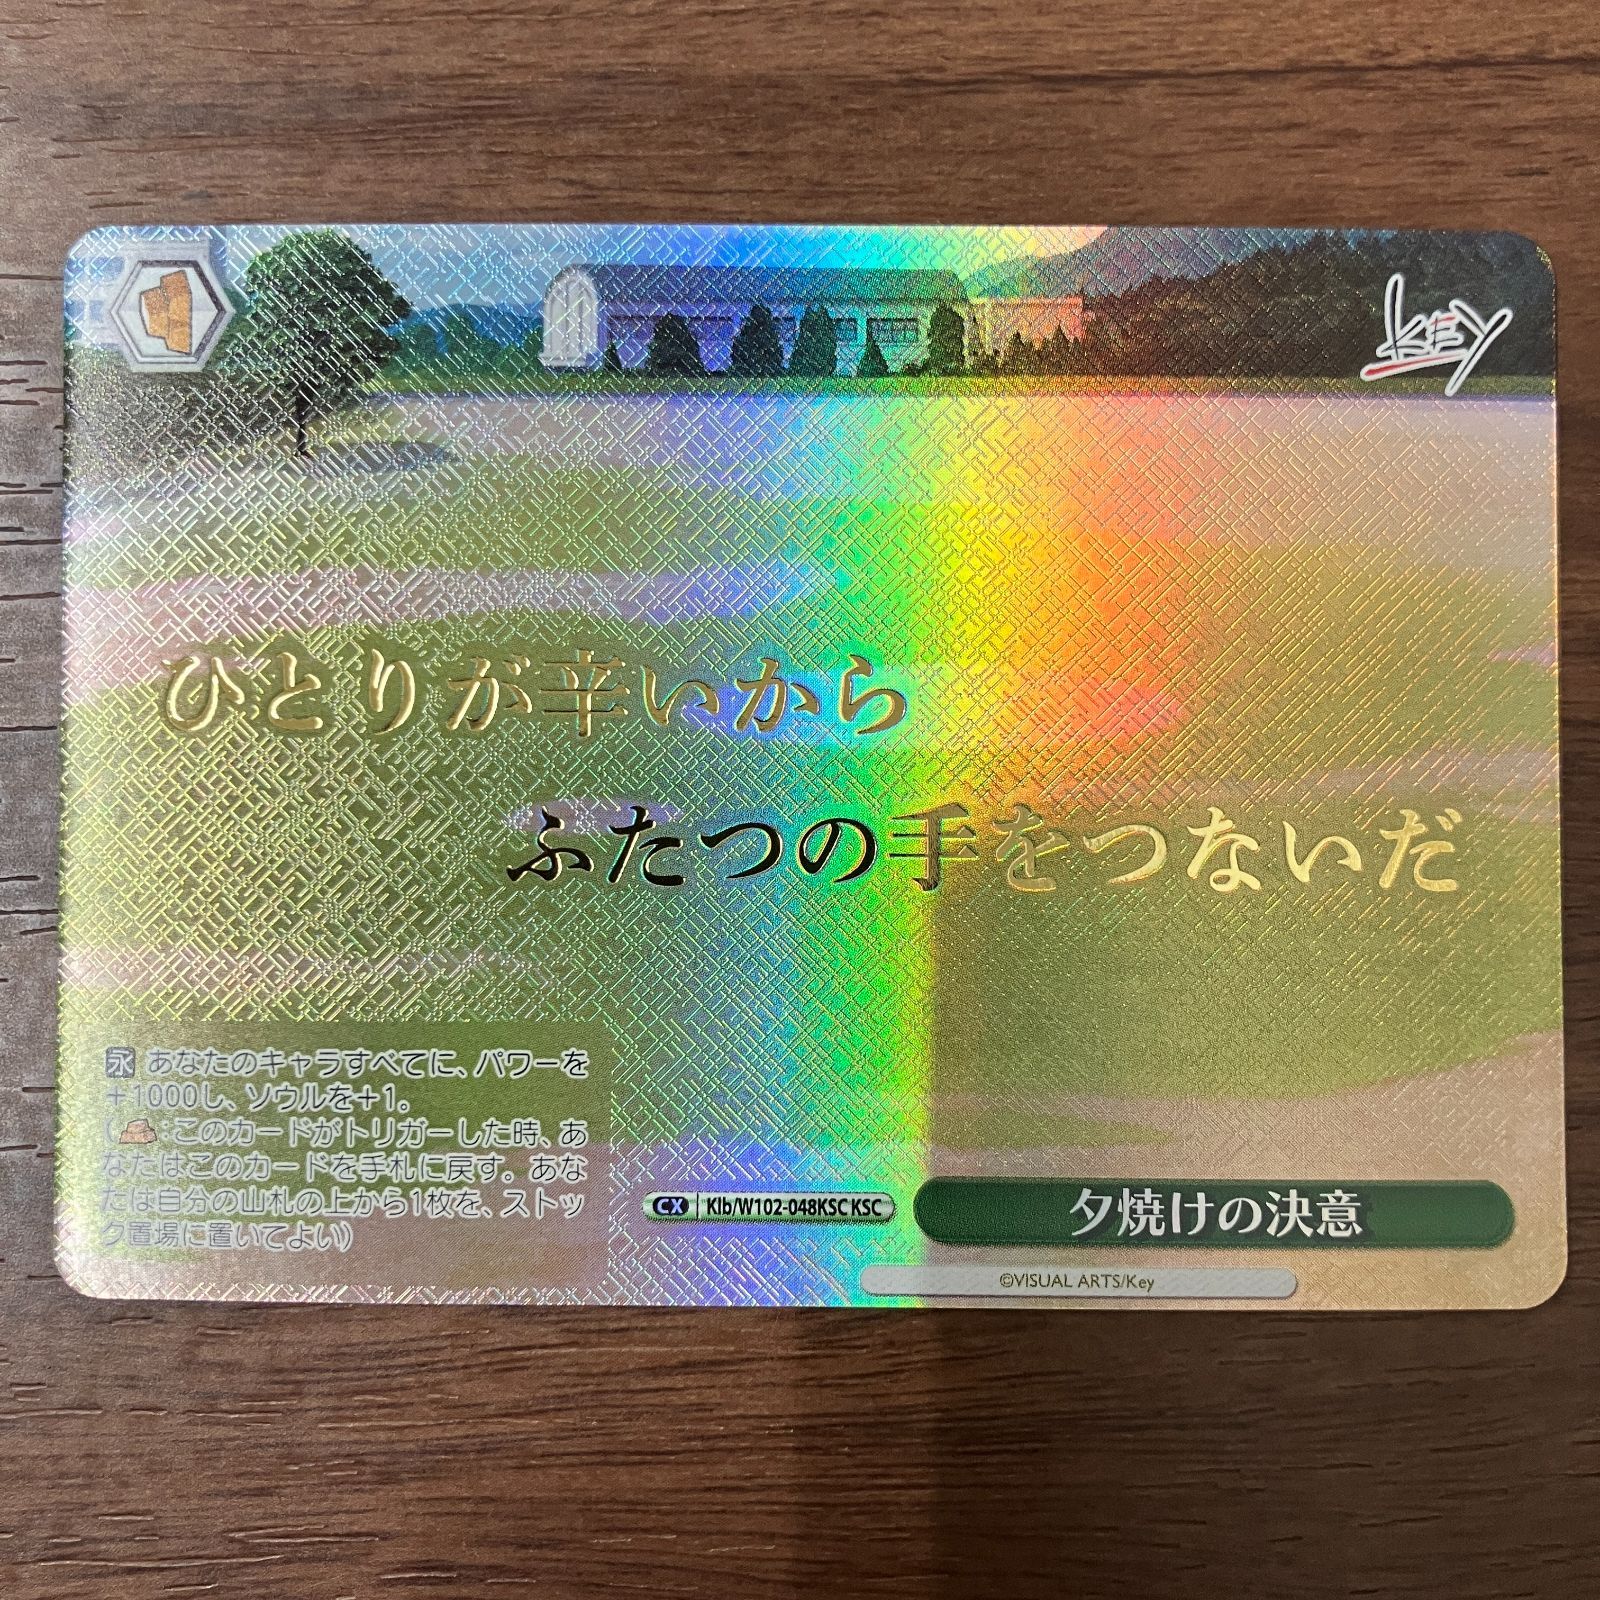 Key
ひとりが辛いから
ふたつの手をつないだ
永 あなたのキャラすべてに、パワーを
+1000し、ソウルを+1。
( :このカードがトリガーした時、あ
なたはこのカードを手札に戻す。あな
たは自分の山札の上から1枚を、ストッ
ク置場に置いてよい)
CX Klb/W102-048KSC KSC
夕焼けの決意
©VISUAL ARTS/Key